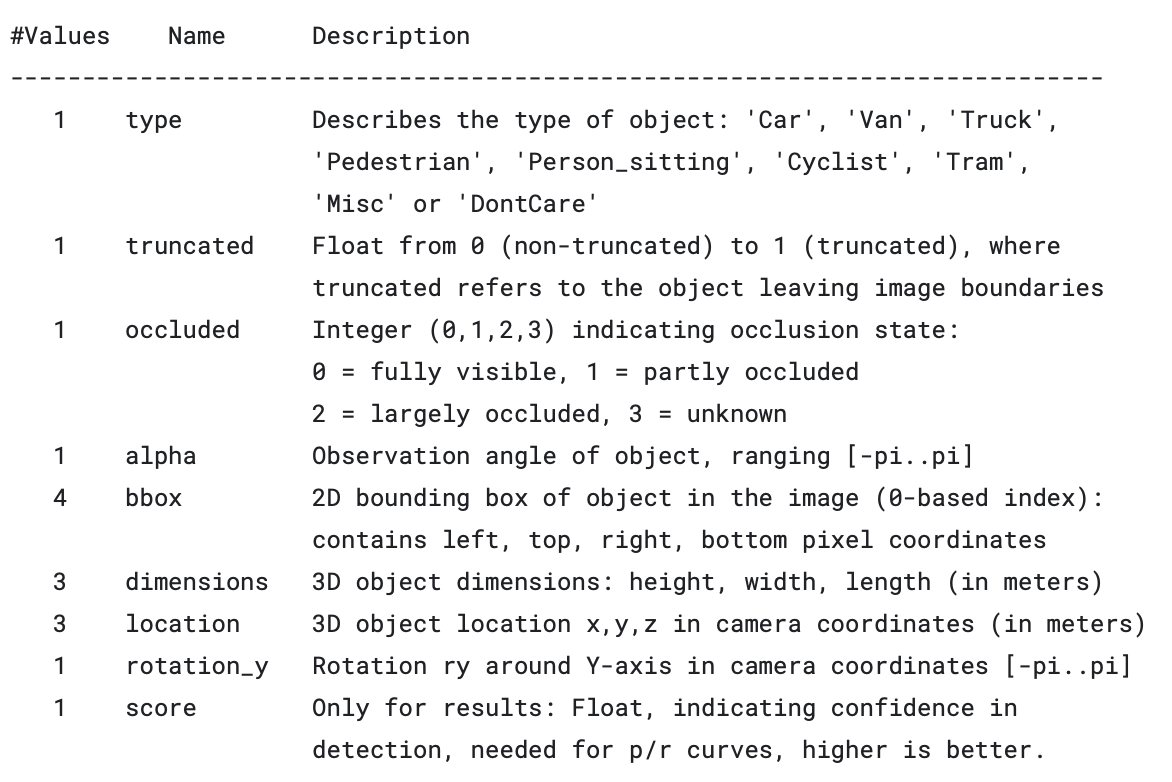 #Values    Name      Description
----------------------------------------------------------------------------
   1    type         Describes the type of object: 'Car', 'Van', 'Truck',
                     'Pedestrian', 'Person_sitting', 'Cyclist', 'Tram',
                     'Misc' or 'DontCare'
   1    truncated    Float from 0 (non-truncated) to 1 (truncated), where
                     truncated refers to the object leaving image boundaries
   1    occluded     Integer (0,1,2,3) indicating occlusion state:
                     0 = fully visible, 1 = partly occluded
                     2 = largely occluded, 3 = unknown
   1    alpha        Observation angle of object, ranging [-pi..pi]
   4    bbox         2D bounding box of object in the image (0-based index):
                     contains left, top, right, bottom pixel coordinates
   3    dimensions   3D object dimensions: height, width, length (in meters)
   3    location     3D object location x,y,z in camera coordinates (in meters)
   1    rotation_y   Rotation ry around Y-axis in camera coordinates [-pi..pi]
   1    score        Only for results: Float, indicating confidence in
                     detection, needed for p/r curves, higher is better.